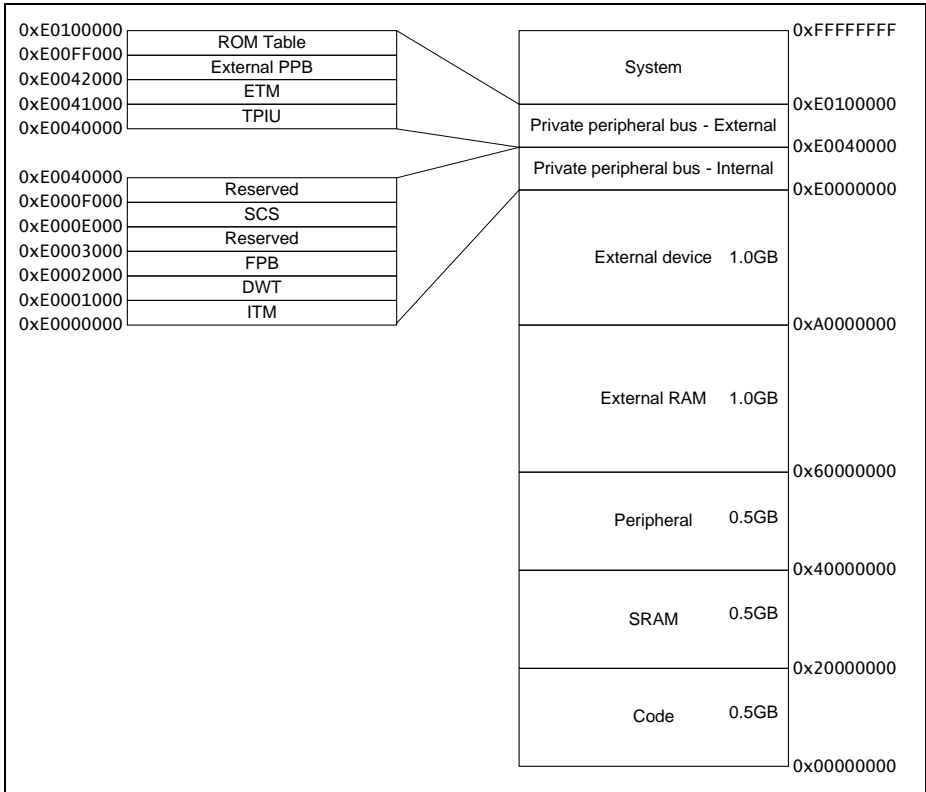 0xE0100000
ROM Table
0xE00FF000
External PPB
0xE0042000
ETM
0xE0041000
TPIU
0xE0040000
0xE0040000
Reserved
0xE000F000
SCS
0xE000E000
Reserved
0xE0003000
FPB
0xE0002000
DWT
0xE0001000
ITM
0xE0000000
0xFFFFFFFF
System
0xE0100000
Private peripheral bus - External
0xE0040000
Private peripheral bus - Internal
0xE0000000
External device 1.0GB
0xA0000000
External RAM 1.0GB
0x60000000
Peripheral 0.5GB
0x40000000
SRAM 0.5GB
0x20000000
Code 0.5GB
0x00000000